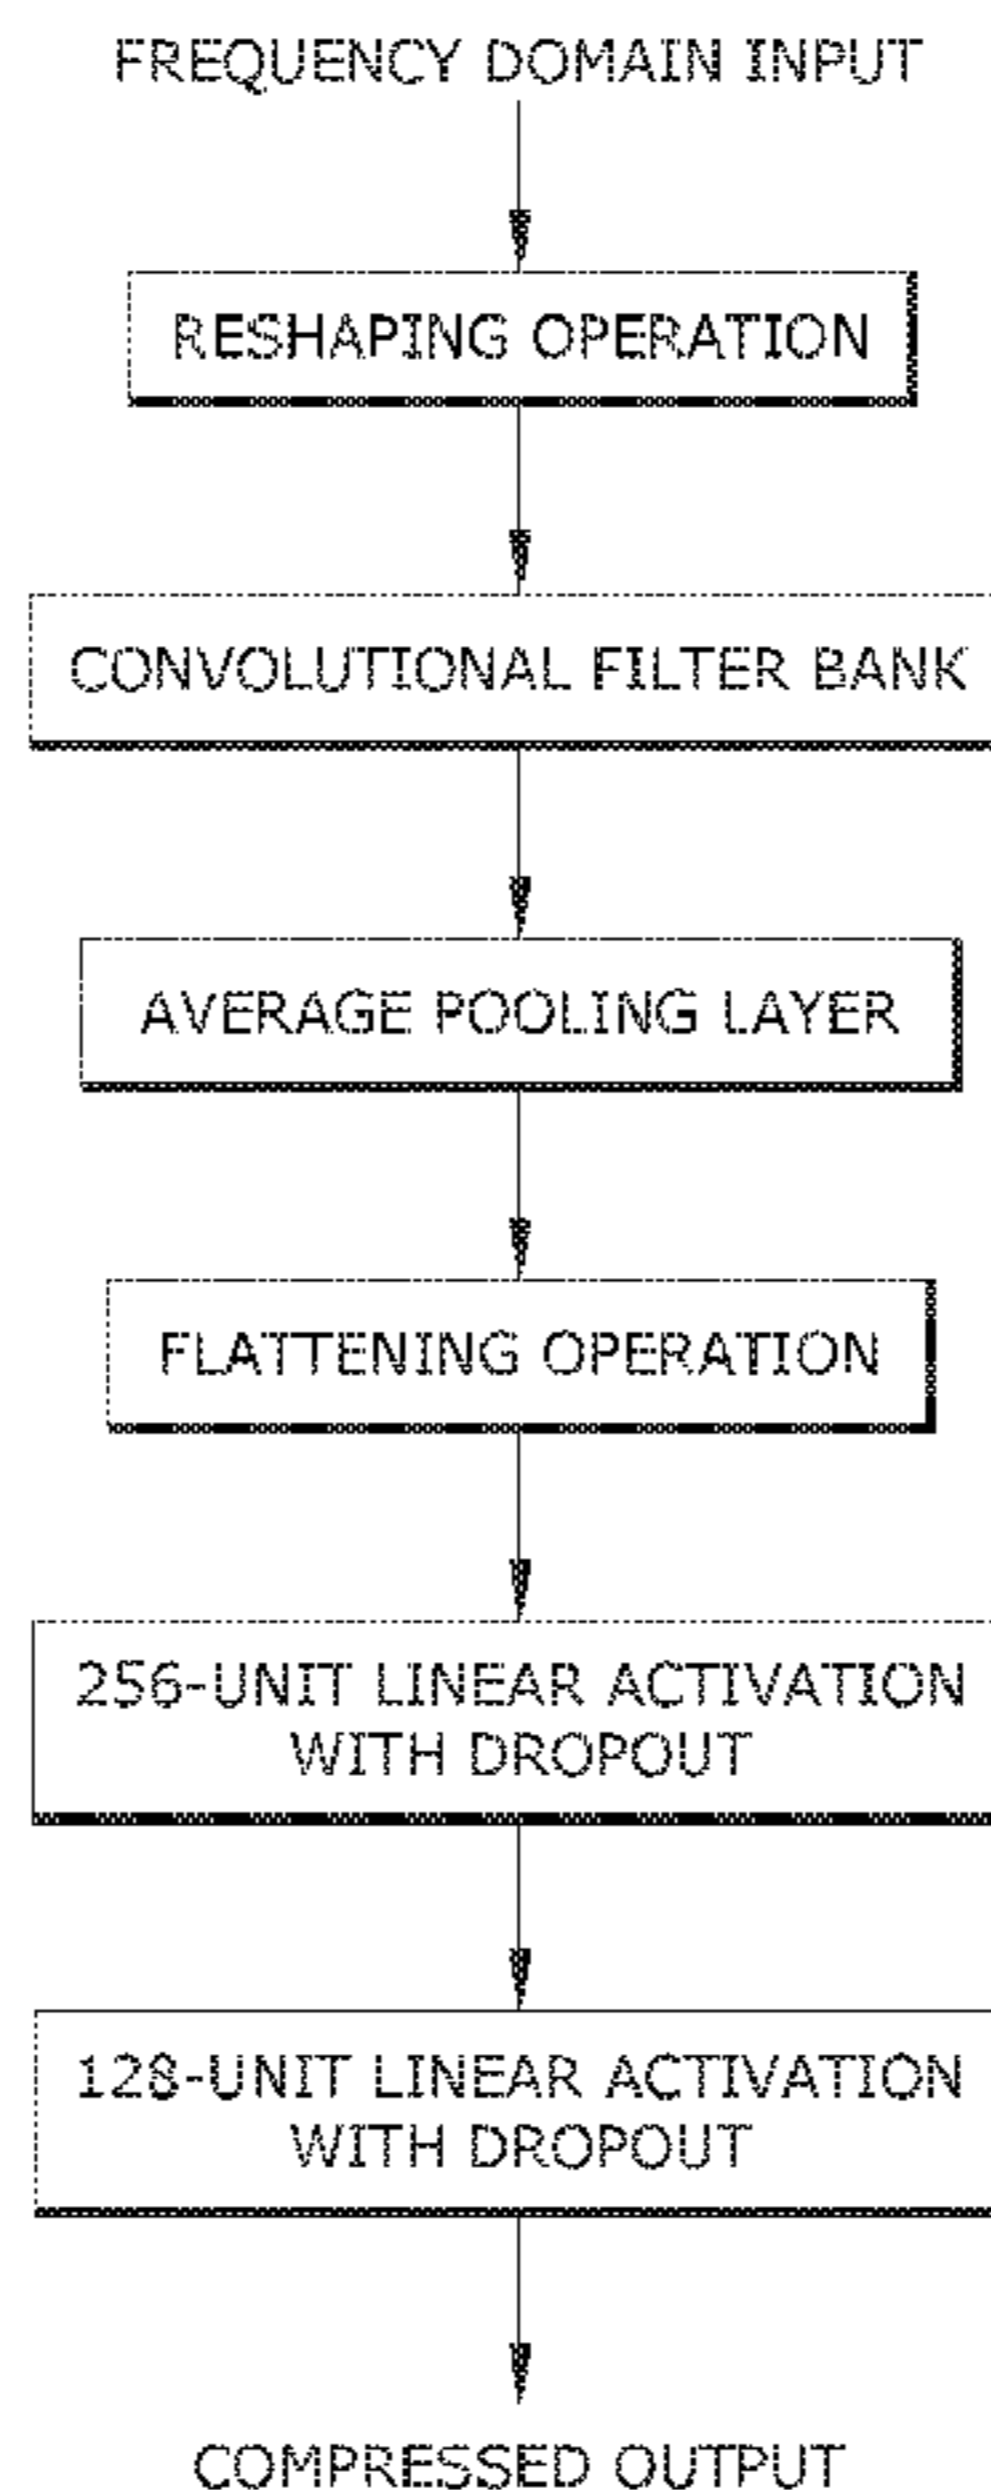 FREQUENCY DOMAIN INPUT
RESHAPING OPERATION
CONVOLUTIONAL FILTER BANK
AVERAGE POOLING LAYER
FLATTENING OPERATION
256-UNIT LINEAR ACTIVATION
WITH DROPOUT
128-UNIT LINEAR ACTIVATION
WITH DROPOUT
COMPRESSED OUTPUT